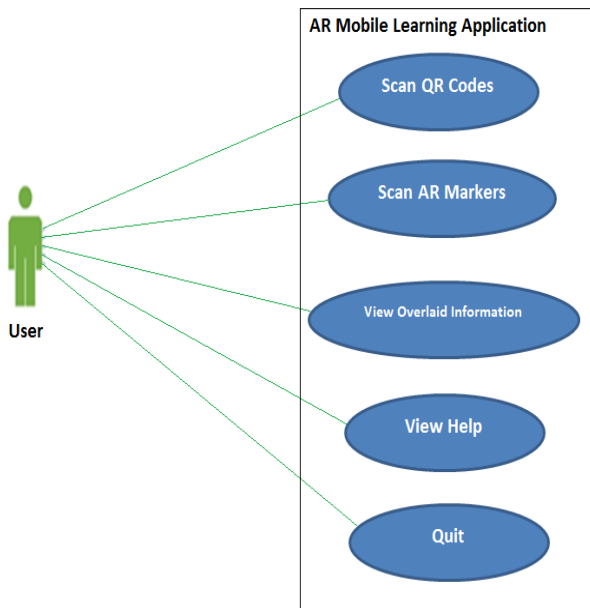 AR Mobile Learning Application
Scan QR Codes
Scan AR Markers
View Overlaid Information
User
View Help
Quit